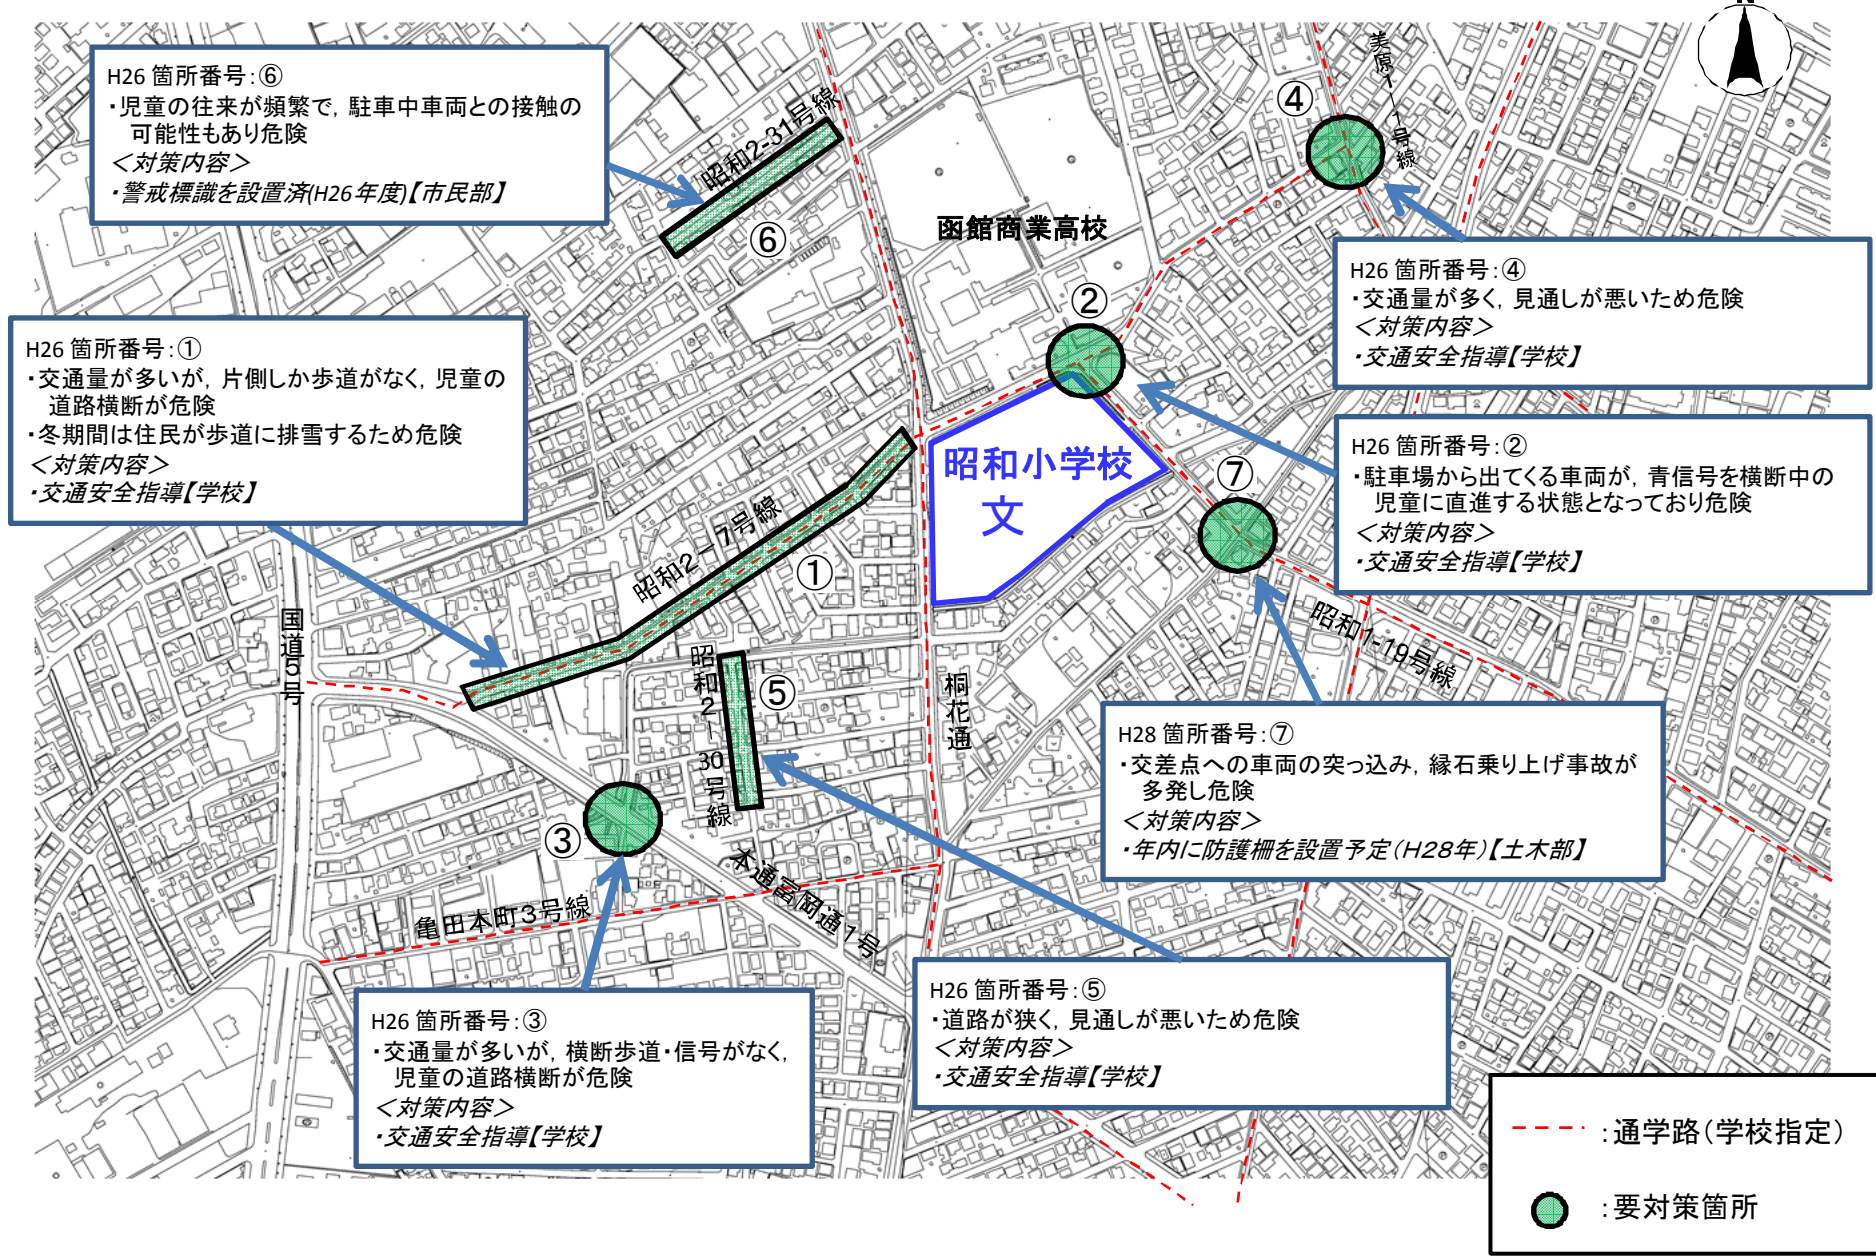 N
H26 箇所番号：⑥
・児童の往来が頻繁で，駐車中車両との接触の
可能性もあり危険
＜対策内容＞
・警戒標識を設置済(H26年度)【市民部】
昭和2-31号線
⑥
函館商業高校
美原1－1号線
④
H26 箇所番号：④
・交通量が多く，見通しが悪いため危険
＜対策内容＞
・交通安全指導【学校】
②
H26 箇所番号：①
・交通量が多いが，片側しか歩道がなく，児童の
道路横断が危険
・冬期間は住民が歩道に排雪するため危険
＜対策内容＞
・交通安全指導【学校】
H26 箇所番号：②
・駐車場から出てくる車両が，青信号を横断中の
児童に直進する状態となっており危険
＜対策内容＞
・交通安全指導【学校】
昭和小学校
文
⑦
昭和2－7号線
①
国道5号
昭和2－30号線
⑤
桐花通
昭和1-19号線
H28 箇所番号：⑦
・交差点への車両の突っ込み，縁石乗り上げ事故が
多発し危険
＜対策内容＞
・年内に防護柵を設置予定（H28年）【土木部】
③
本通富岡通1号
亀田本町3号線
H26 箇所番号：③
・交通量が多いが，横断歩道・信号がなく，
児童の道路横断が危険
＜対策内容＞
・交通安全指導【学校】
H26 箇所番号：⑤
・道路が狭く，見通しが悪いため危険
＜対策内容＞
・交通安全指導【学校】
：通学路（学校指定）
：要対策箇所